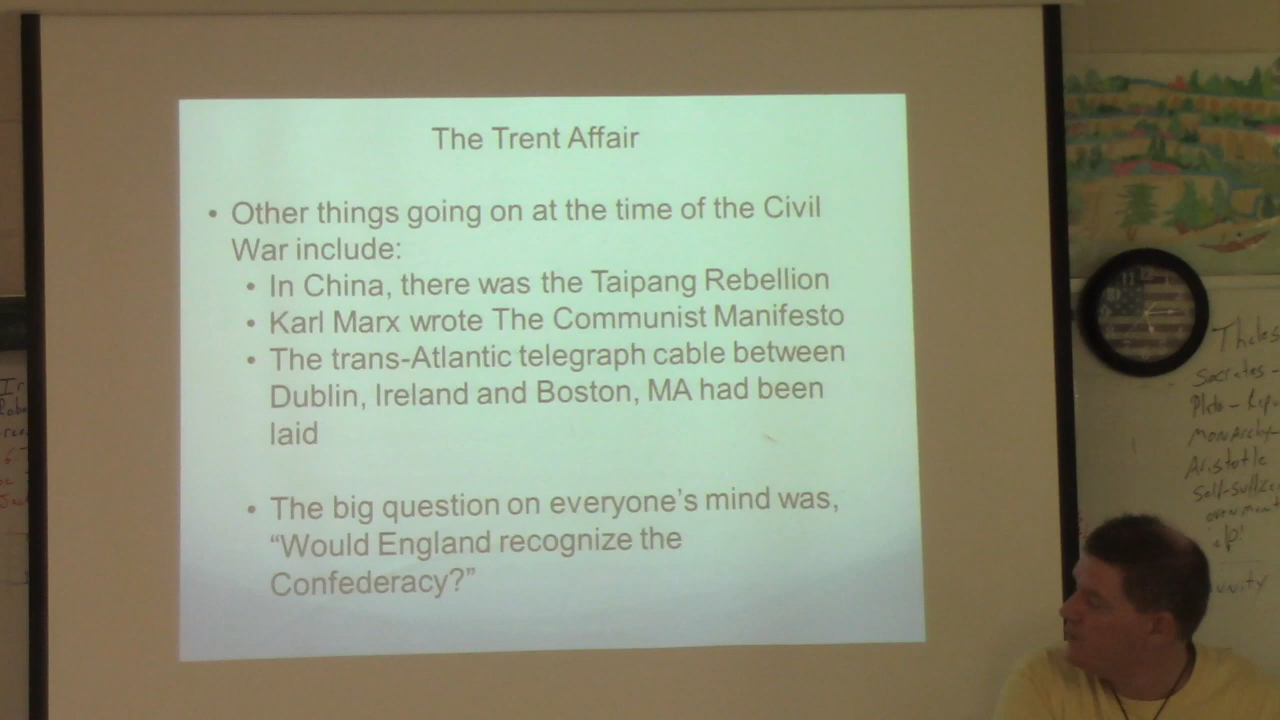 The Trent Affair
• Other things going on at the time of the Civil
War include:
• In China, there was the Taipang Rebellion
• Karl Marx wrote The Communist Manifesto
• The trans-Atlantic telegraph cable between
Dublin, Ireland and Boston, MA had been
laid
• The big question on everyone's mind was,
“Would England recognize the
Confederacy?”
Thales
Socrates -
Plato -
Monarchy-
Aristotle